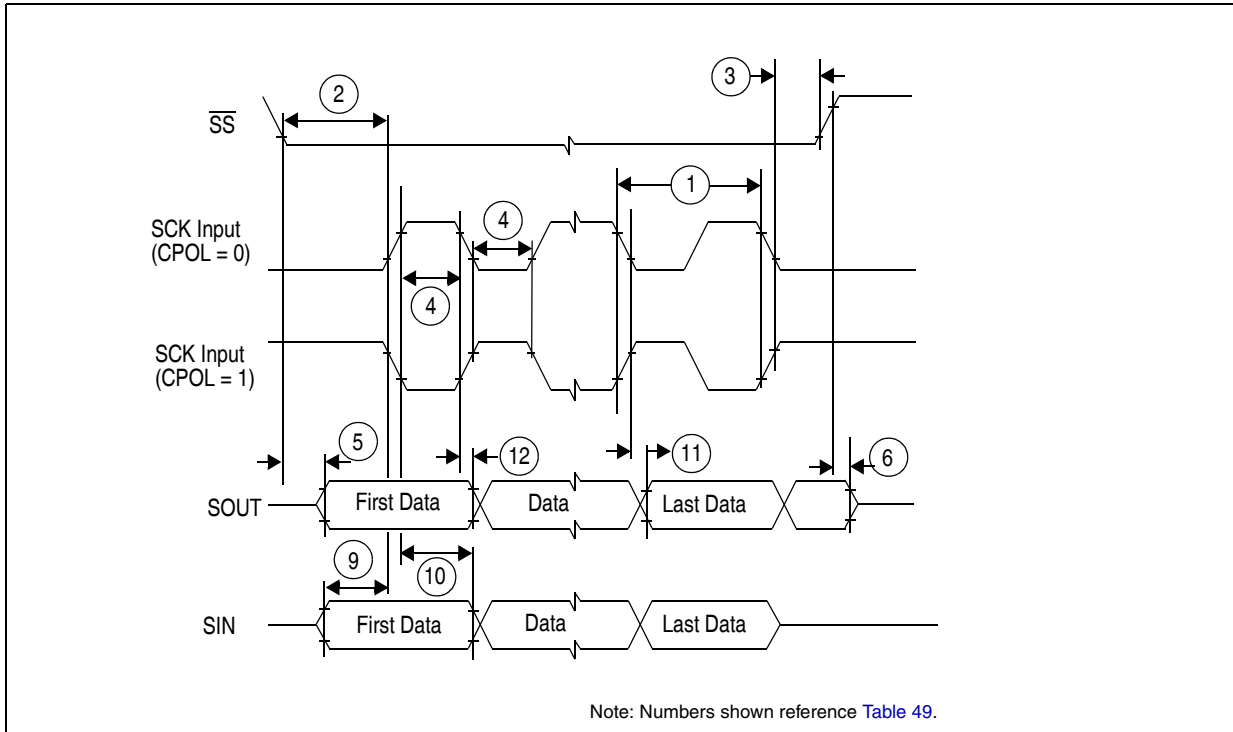 3
2
SS
1
SCK Input
(CPOL = 0)
4
4
SCK Input
(CPOL = 1)
5
12
11
6
SOUT
First Data
Data
Last Data
9
10
SIN
First Data
Data
Last Data
Note: Numbers shown reference Table 49.